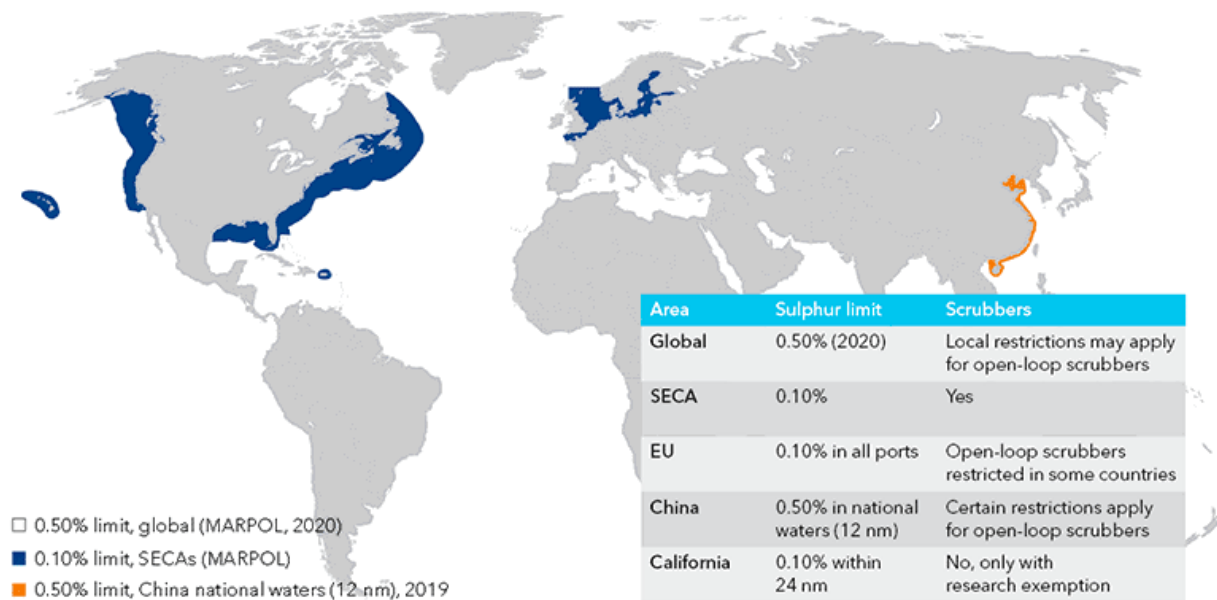 Area Sulphur limit Scrubbers
Global 0.50% (2020) Local restrictions may apply
for open-loop scrubbers
SECA 0.10% Yes
EU 0.10% in all ports Open-loop scrubbers
restricted in some countries
China 0.50% in national Certain restrictions apply
waters (12 nm) for open-loop scrubbers
California 0.10% within No, only with
24 nm research exemption
0.50% limit, global (MARPOL, 2020)
0.10% limit, SECAs (MARPOL)
0.50% limit, China national waters (12 nm), 2019